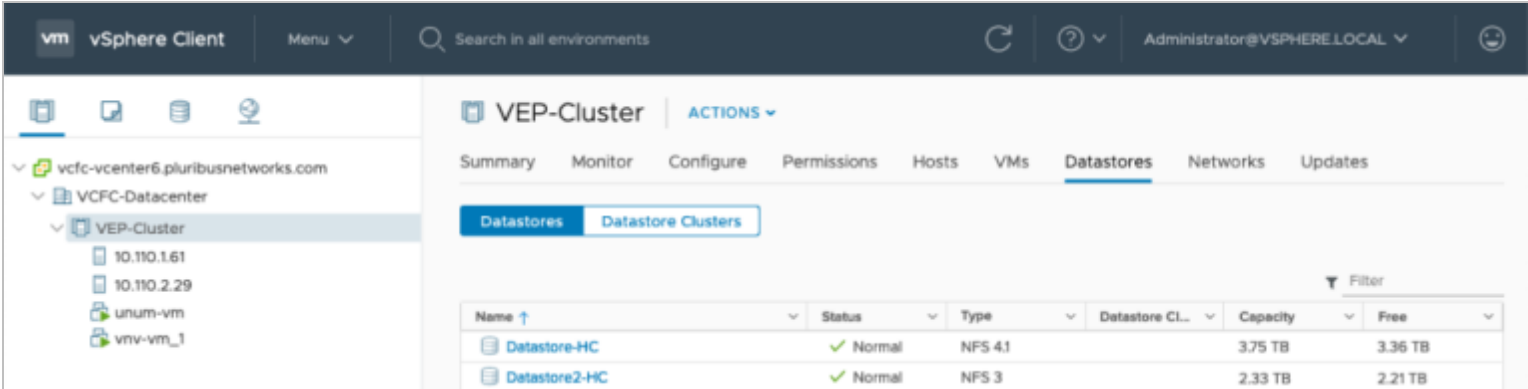 vm vSphere Client Menu Search in all environments Administrator@VSPHERE.LOCAL
vcfc-vcenter6.pluribusnetworks.com
VCFC-Datacenter
VEP-Cluster
10.110.1.61
10.110.2.29
unum-vm
vnv-vm_1
VEP-Cluster ACTIONS
Summary Monitor Configure Permissions Hosts VMs Datastores Networks Updates
Datastores Datastore Clusters
Filter
Name Status Type Datastore Cl... Capacity Free
Datastore-HC Normal NFS 4.1 3.75 TB 3.36 TB
Datastore2-HC Normal NFS 3 2.33 TB 2.21 TB